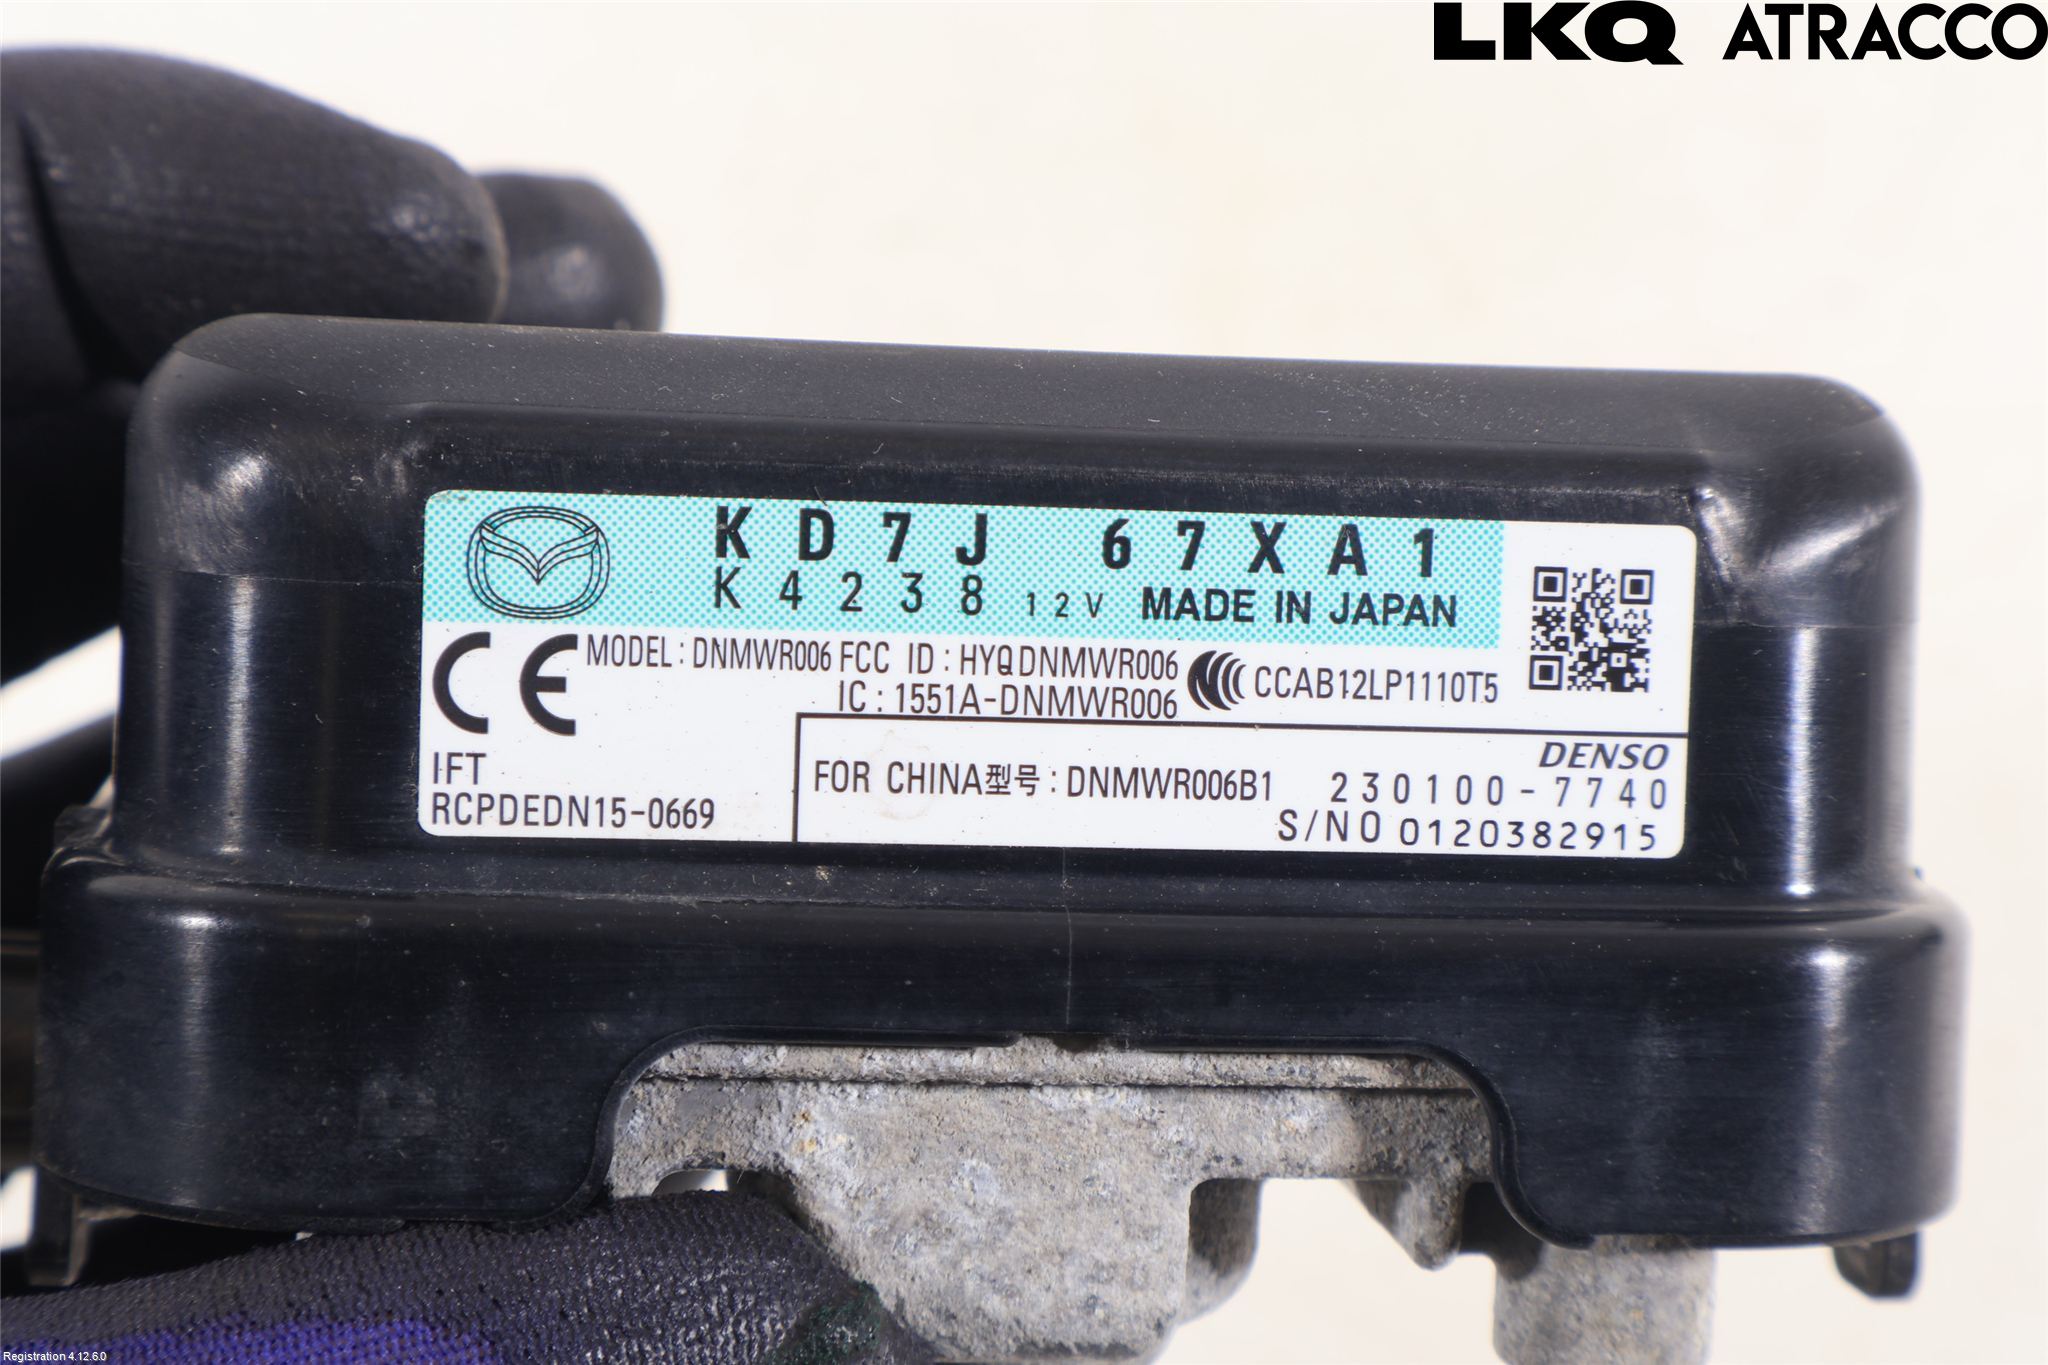 LKQ ATRACCO
KD7J 67XA1
K4238 12V MADE IN JAPAN
MODEL : DNMWR006 FCC ID : HYQDNMWR006
IC : 1551A-DNMWR006
CCAB12LP1110T5
IFT
RCPDEDN15-0669
DENSO
FOR CHINA型号 : DNMWR006B1 230100-7740
S/NO 0120382915
Registration 4.12.6.0